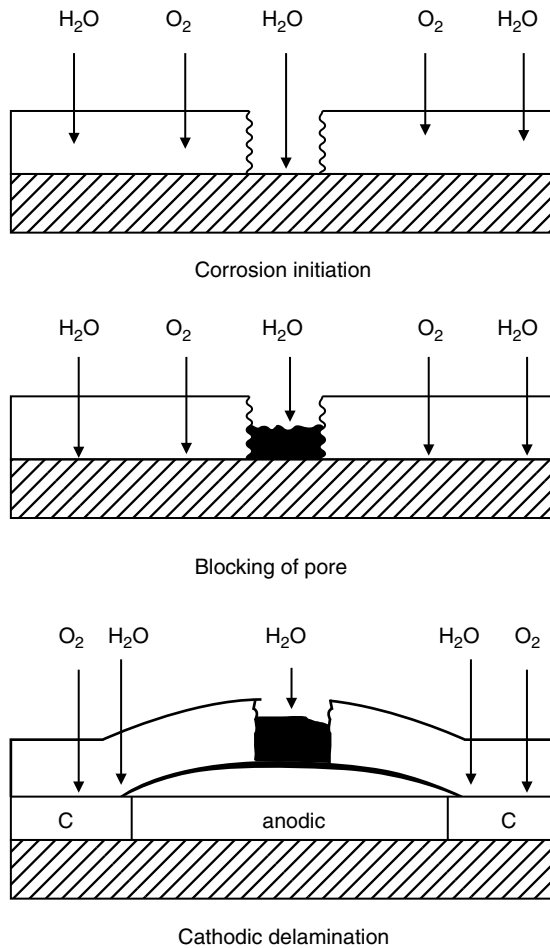 H₂O O₂ H₂O O₂ H₂O
Corrosion initiation
H₂O O₂ H₂O O₂ H₂O
Blocking of pore
O₂ H₂O H₂O H₂O O₂
C anodic C
Cathodic delamination